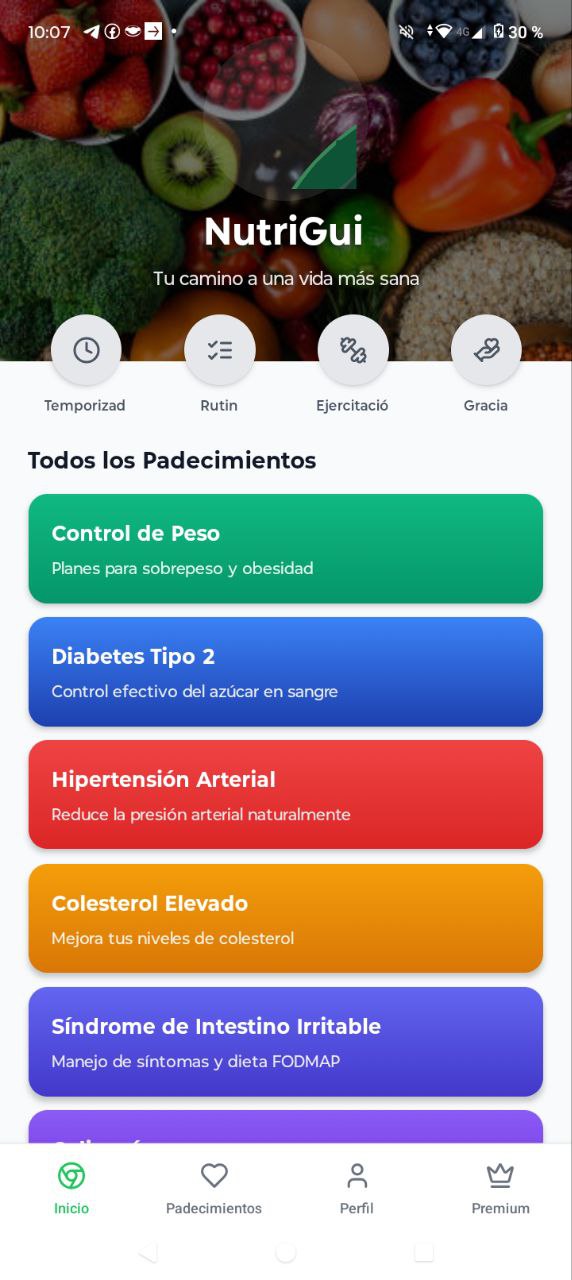 10:07
4G 30 %
NutriGui
Tu camino a una vida más sana
Temporizad
Rutin
Ejercitació
Gracia
Todos los Padecimientos
Control de Peso
Planes para sobrepeso y obesidad
Diabetes Tipo 2
Control efectivo del azúcar en sangre
Hipertensión Arterial
Reduce la presión arterial naturalmente
Colesterol Elevado
Mejora tus niveles de colesterol
Síndrome de Intestino Irritable
Manejo de síntomas y dieta FODMAP
Inicio
Padecimientos
Perfil
Premium